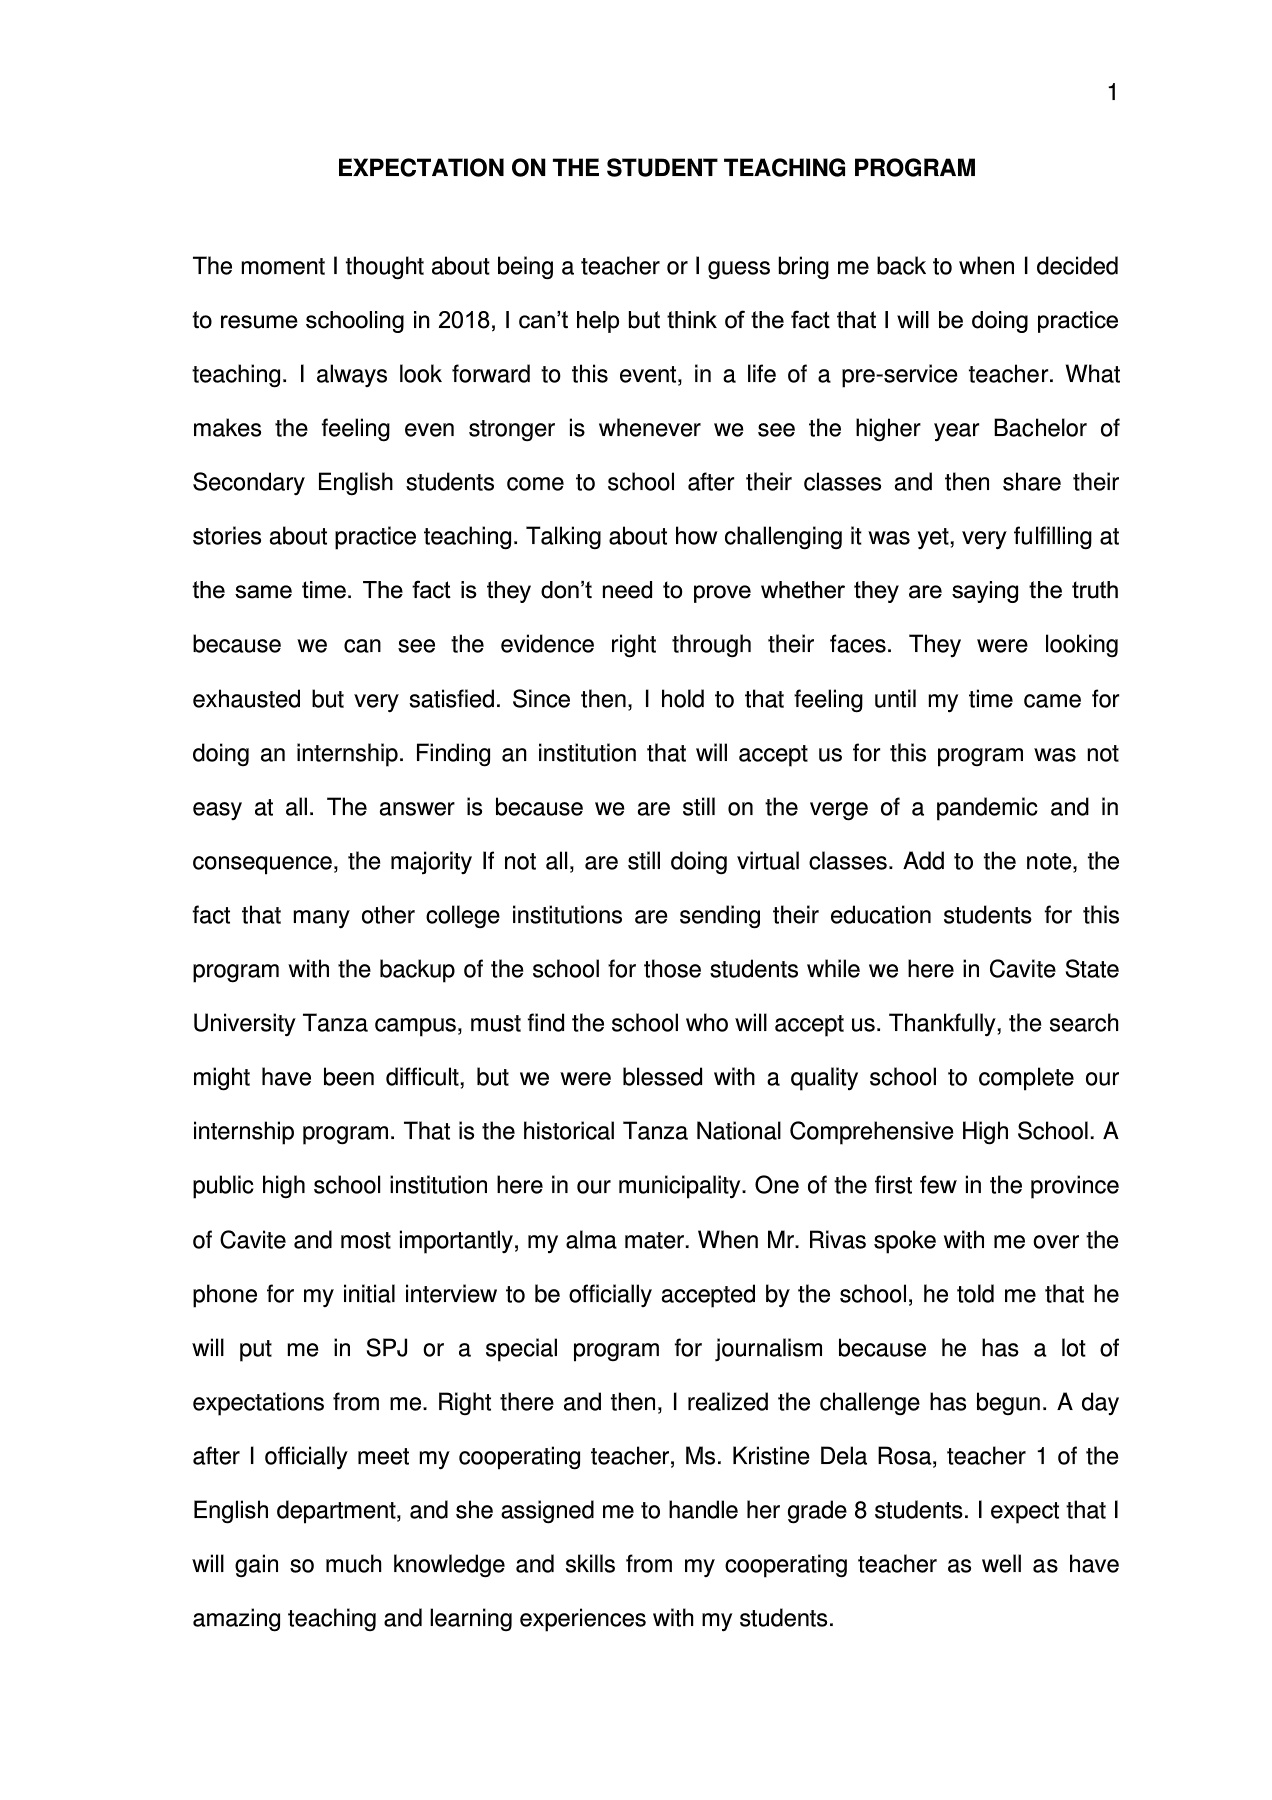 1
EXPECTATION ON THE STUDENT TEACHING PROGRAM
The moment I thought about being a teacher or I guess bring me back to when I decided
to resume schooling in 2018, I can’t help but think of the fact that I will be doing practice
teaching. I always look forward to this event, in a life of a pre-service teacher. What
makes the feeling even stronger is whenever we see the higher year Bachelor of
Secondary English students come to school after their classes and then share their
stories about practice teaching. Talking about how challenging it was yet, very fulfilling at
the same time. The fact is they don’t need to prove whether they are saying the truth
because we can see the evidence right through their faces. They were looking
exhausted but very satisfied. Since then, I hold to that feeling until my time came for
doing an internship. Finding an institution that will accept us for this program was not
easy at all. The answer is because we are still on the verge of a pandemic and in
consequence, the majority If not all, are still doing virtual classes. Add to the note, the
fact that many other college institutions are sending their education students for this
program with the backup of the school for those students while we here in Cavite State
University Tanza campus, must find the school who will accept us. Thankfully, the search
might have been difficult, but we were blessed with a quality school to complete our
internship program. That is the historical Tanza National Comprehensive High School. A
public high school institution here in our municipality. One of the first few in the province
of Cavite and most importantly, my alma mater. When Mr. Rivas spoke with me over the
phone for my initial interview to be officially accepted by the school, he told me that he
will put me in SPJ or a special program for journalism because he has a lot of
expectations from me. Right there and then, I realized the challenge has begun. A day
after I officially meet my cooperating teacher, Ms. Kristine Dela Rosa, teacher 1 of the
English department, and she assigned me to handle her grade 8 students. I expect that I
will gain so much knowledge and skills from my cooperating teacher as well as have
amazing teaching and learning experiences with my students.